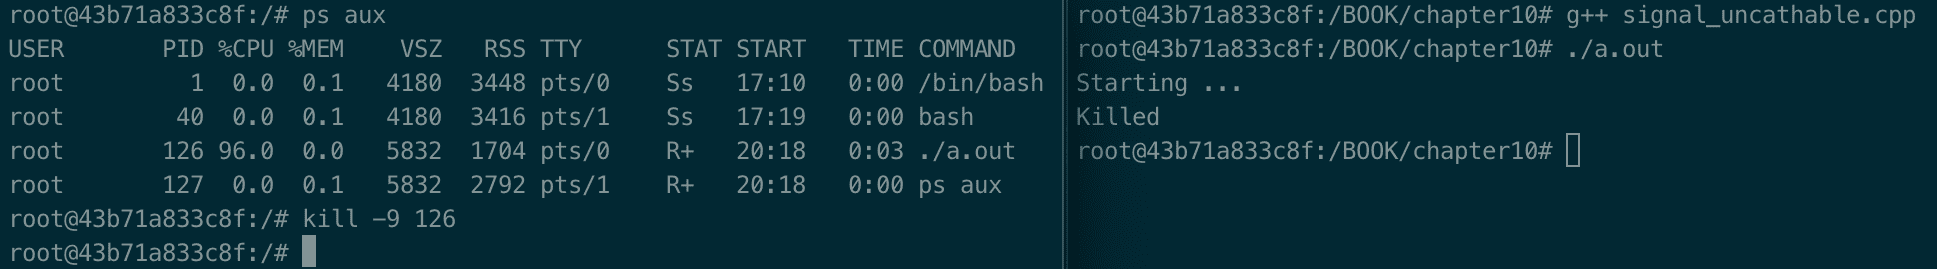 root@43b71a833c8f:/# ps aux
USER       PID %CPU %MEM    VSZ   RSS TTY      STAT START   TIME COMMAND
root         1  0.0  0.1   4180  3448 pts/0    Ss   17:10   0:00 /bin/bash
root        40  0.0  0.1   4180  3416 pts/1    Ss   17:19   0:00 bash
root       126 96.0  0.0   5832  1704 pts/0    R+   20:18   0:03 ./a.out
root       127  0.0  0.1   5832  2792 pts/1    R+   20:18   0:00 ps aux
root@43b71a833c8f:/# kill -9 126
root@43b71a833c8f:/#
root@43b71a833c8f:/BOOK/chapter10# g++ signal_uncathable.cpp
root@43b71a833c8f:/BOOK/chapter10# ./a.out
Starting ...
Killed
root@43b71a833c8f:/BOOK/chapter10#